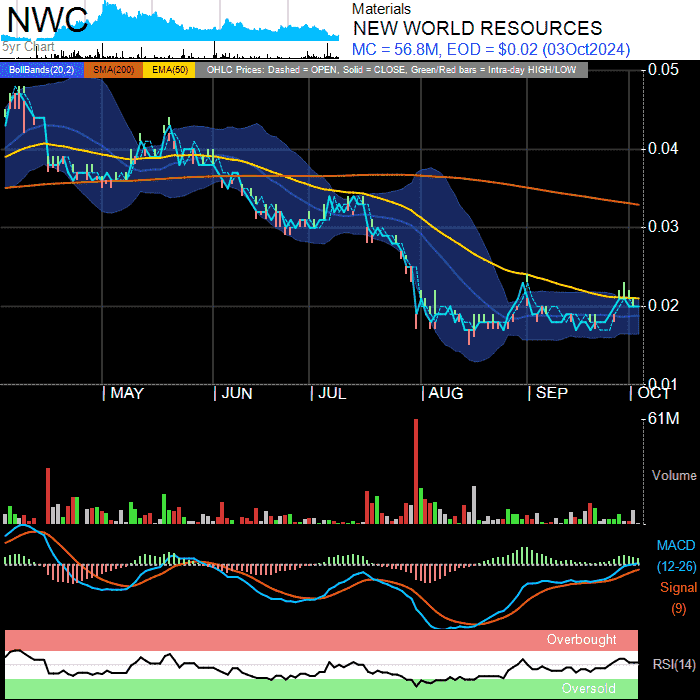 NWC
5yr Chart
Materials
NEW WORLD RESOURCES
MC = 56.8M, EOD = $0.02 (03Oct2024)
BollBands(20,2) SMA(200) EMA(50) OHLC Prices: Dashed = OPEN, Solid = CLOSE, Green/Red bars = Intra-day HIGH/LOW
0.05
0.04
0.03
0.02
0.01
MAY JUN JUL AUG SEP OCT
61M
Volume
MACD
(12-26)
Signal
(9)
Overbought
RSI(14)
Oversold